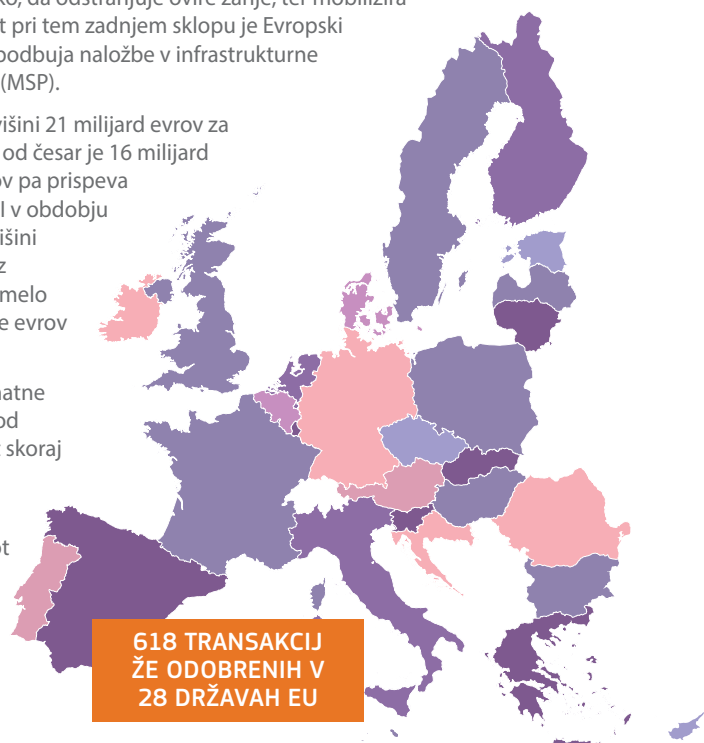 ko, da odstranjuje ovire zanje, ter mobilizira
t pri tem zadnjem sklopu je Evropski
podbuja naložbe v infrastrukturne
(MSP).
višini 21 milijard evrov za
od česar je 16 milijard
ov pa prispeva
I v obdobju
išini
z
melo
e evrov
natne
od
skoraj
ot
618 TRANSAKCIJ
ŽE ODOBRENIH V
28 DRŽAVAH EU